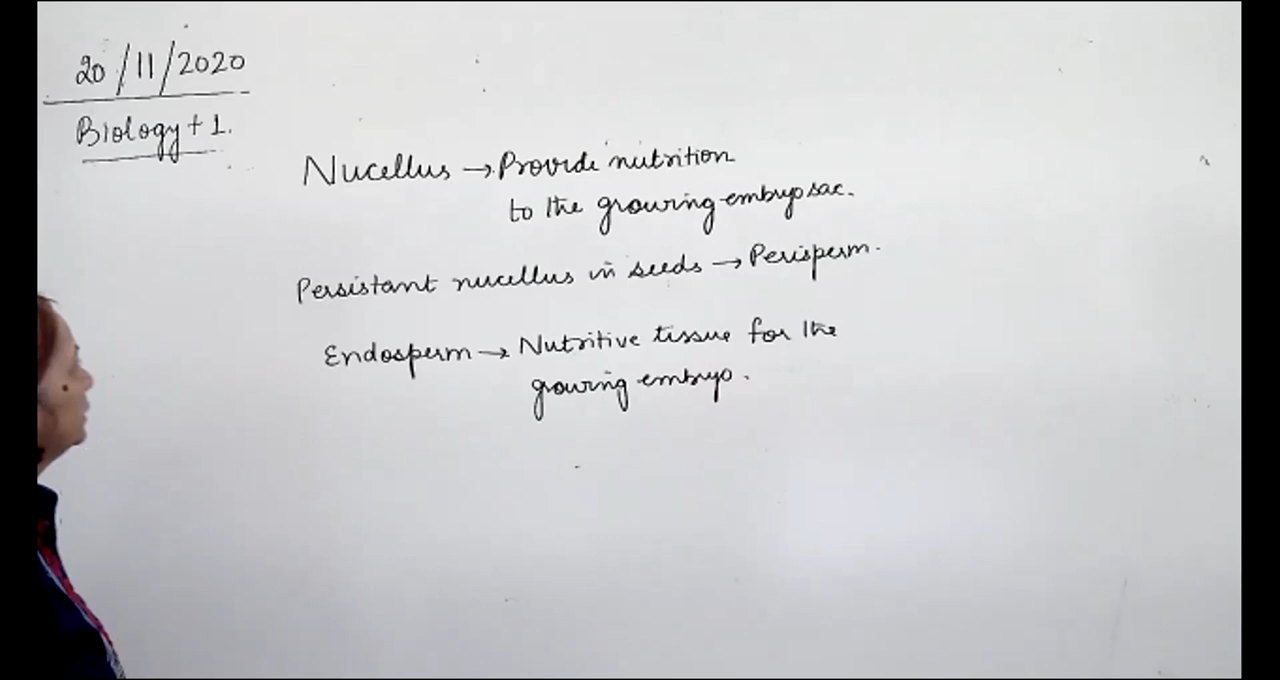 20/11/2020
Biology +1.
Nucellus → Provide nutrition
to the growing embryo sac.
Persistant nucellus in seeds → Perisperm.
Endosperm → Nutritive tissue for the
growing embryo.